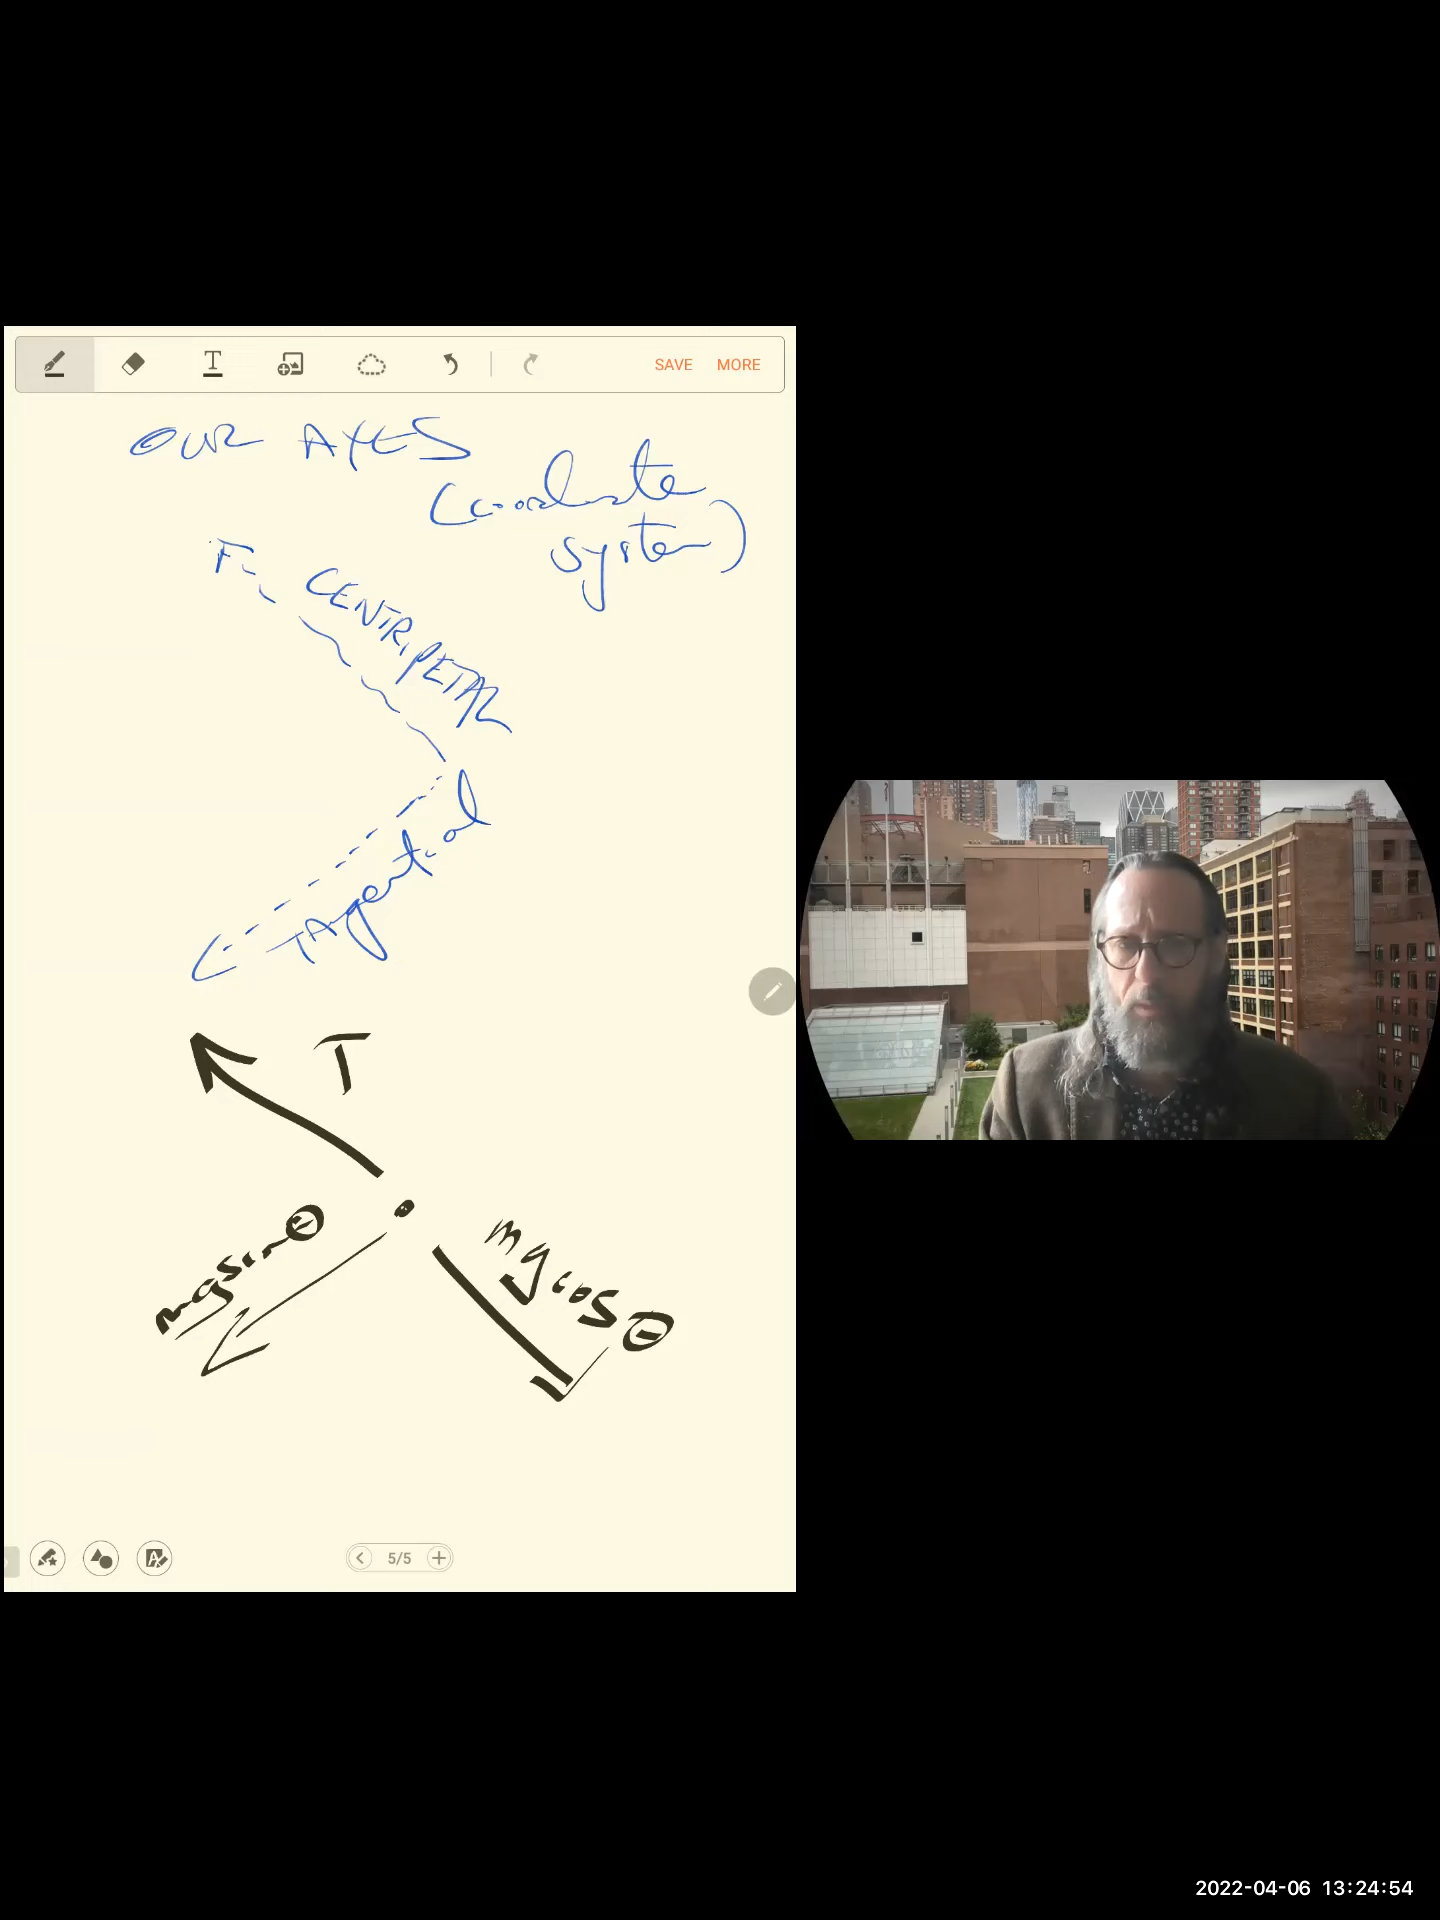 SAVE MORE
OUR AXES
(coordinate
system)
CENTRIPETAL
TAngential
T
mgsinθ
mgcosθ
5/5
2022-04-06 13:24:54